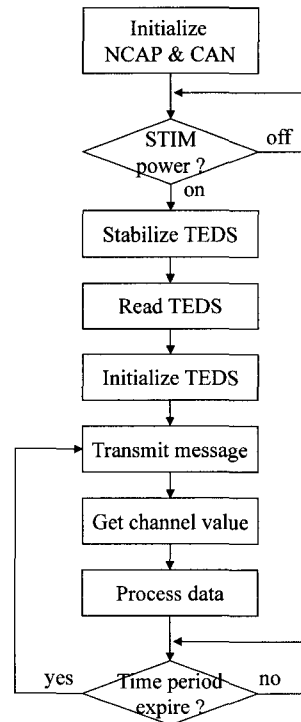 Initialize
NCAP & CAN
STIM
power ?
off
on
Stabilize TEDS
Read TEDS
Initialize TEDS
Transmit message
Get channel value
Process data
yes
Time period
expire ?
no